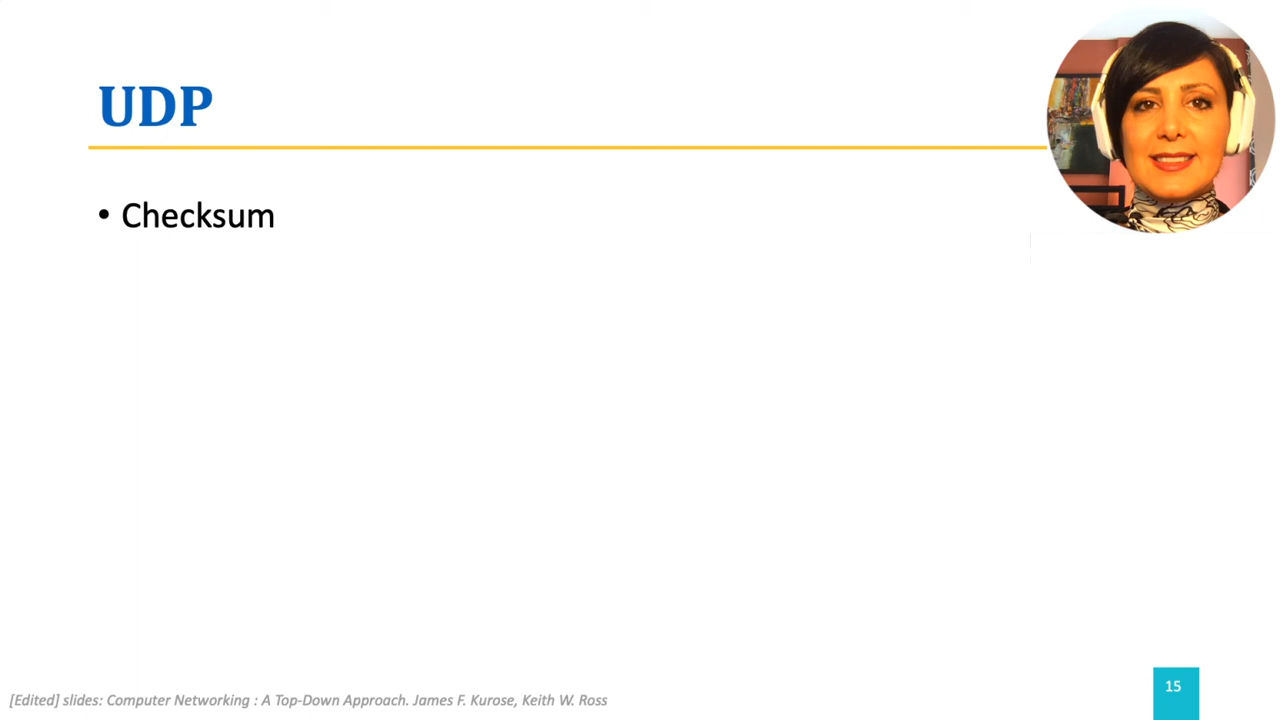 UDP
• Checksum
[Edited] slides: Computer Networking : A Top-Down Approach. James F. Kurose, Keith W. Ross
15